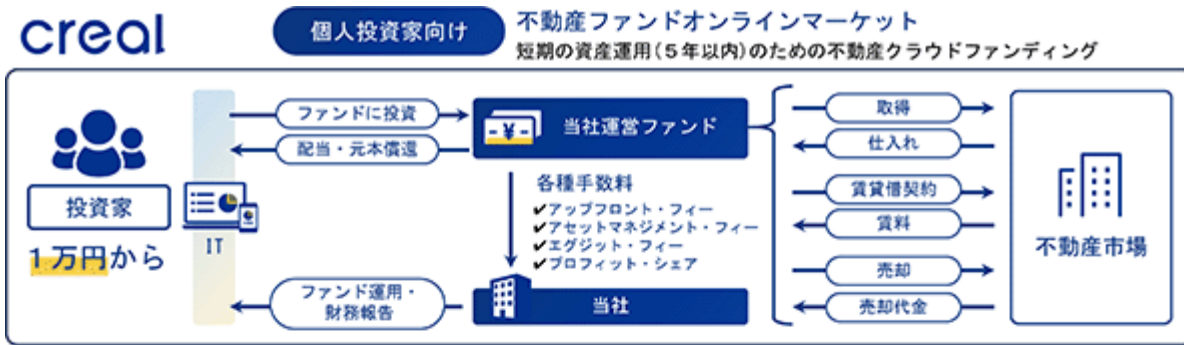 creal
個人投資家向け
不動産ファンドオンラインマーケット
短期の資産運用(5年以内)のための不動産クラウドファンディング
投資家
1万円から
IT
ファンドに投資
配当・元本償還
ファンド運用・
財務報告
¥
当社運営ファンド
各種手数料
✔アップフロント・フィー
✔アセットマネジメント・フィー
✔エグジット・フィー
✔プロフィット・シェア
当社
取得
仕入れ
賃貸借契約
賃料
売却
売却代金
不動産市場